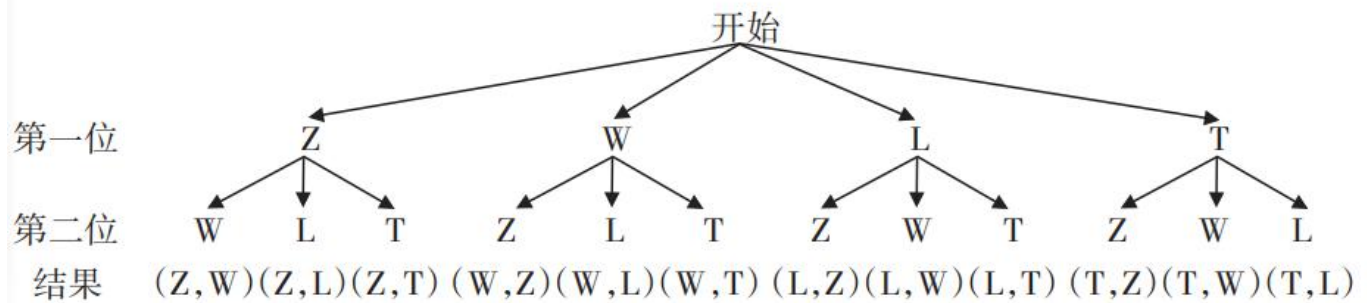 开始
第一位 Z W L T
第二位 W L T Z L T Z W T Z W L
结果 (Z,W)(Z,L)(Z,T) (W,Z)(W,L)(W,T) (L,Z)(L,W)(L,T) (T,Z)(T,W)(T,L)